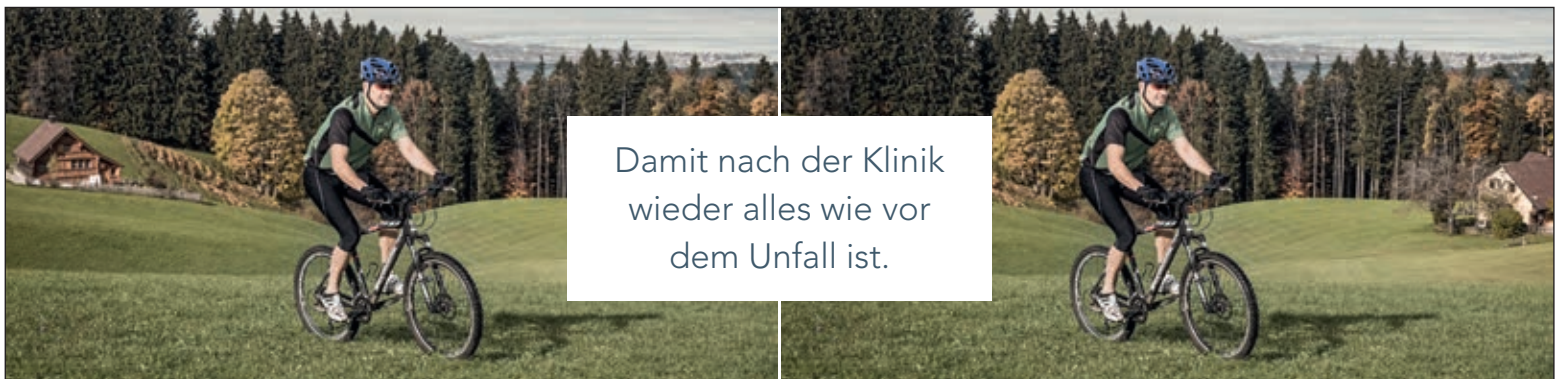 Damit nach der Klinik
wieder alles wie vor
dem Unfall ist.